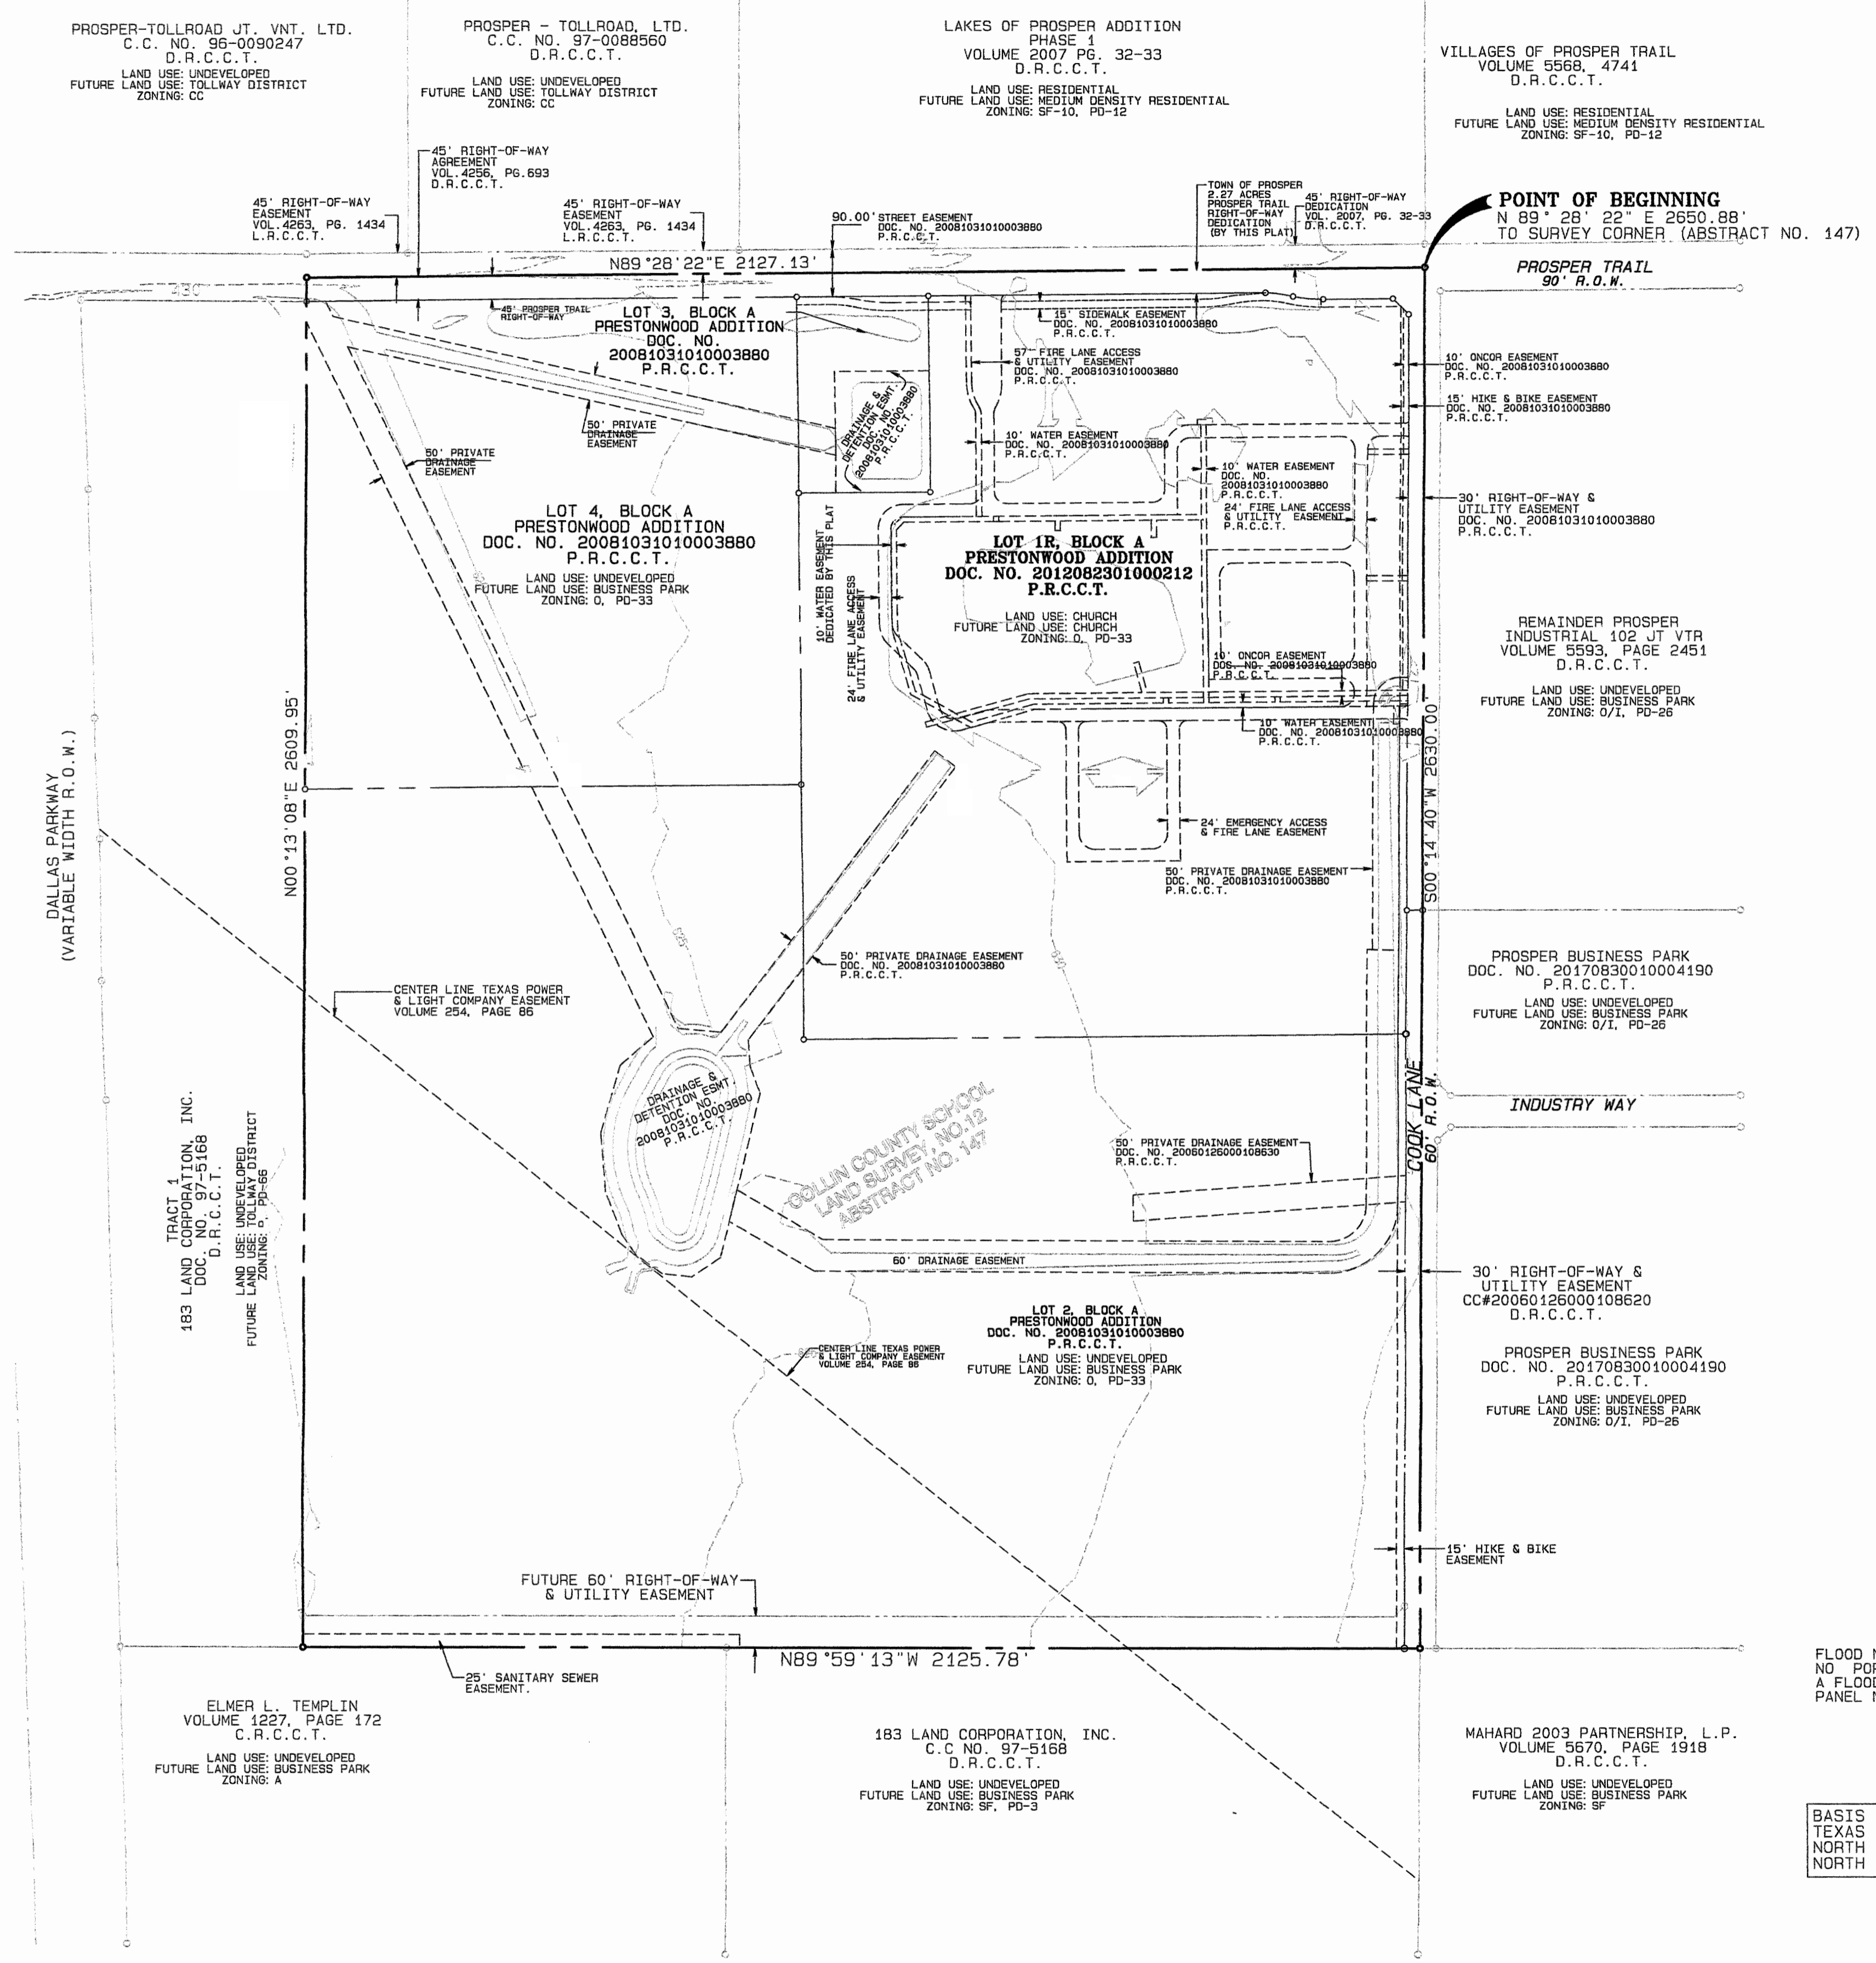 PROSPER-TOLLROAD JT. VNT. LTD.
C.C. NO. 96-0090247
D.R.C.C.T.
LAND USE: UNDEVELOPED
FUTURE LAND USE: TOLLWAY DISTRICT
ZONING: CC
PROSPER - TOLLROAD, LTD.
C.C. NO. 97-0088560
D.R.C.C.T.
LAND USE: UNDEVELOPED
FUTURE LAND USE: TOLLWAY DISTRICT
ZONING: CC
LAKES OF PROSPER ADDITION
PHASE 1
VOLUME 2007 PG. 32-33
D.R.C.C.T.
LAND USE: RESIDENTIAL
FUTURE LAND USE: MEDIUM DENSITY RESIDENTIAL
ZONING: SF-10, PD-12
VILLAGES OF PROSPER TRAIL
VOLUME 5568, 4741
D.R.C.C.T.
LAND USE: RESIDENTIAL
FUTURE LAND USE: MEDIUM DENSITY RESIDENTIAL
ZONING: SF-10, PD-12
45' RIGHT-OF-WAY
AGREEMENT
VOL.4256, PG.693
D.R.C.C.T.
45' RIGHT-OF-WAY
EASEMENT
VOL.4263, PG. 1434
L.R.C.C.T.
45' RIGHT-OF-WAY
EASEMENT
VOL.4263, PG. 1434
L.R.C.C.T.
90.00' STREET EASEMENT
DOC. NO. 20081031010003880
P.R.C.C.T.
TOWN OF PROSPER
2.27 ACRES
PROSPER TRAIL
RIGHT-OF-WAY
DEDICATION
(BY THIS PLAT)
45' RIGHT-OF-WAY
DEDICATION
VOL. 2007, PG. 32-33
D.R.C.C.T.
POINT OF BEGINNING
N 89° 28' 22" E 2650.88'
TO SURVEY CORNER (ABSTRACT NO. 147)
N89°28'22"E 2127.13'
PROSPER TRAIL
90' R.O.W.
45' PROSPER TRAIL
RIGHT-OF-WAY
LOT 3, BLOCK A
PRESTONWOOD ADDITION
DOC. NO.
20081031010003880
P.R.C.C.T.
15' SIDEWALK EASEMENT
DOC. NO. 20081031010003880
P.R.C.C.T.
57' FIRE LANE ACCESS
& UTILITY EASEMENT
DOC. NO. 20081031010003880
P.R.C.C.T.
10' ONCOR EASEMENT
DOC. NO. 20081031010003880
P.R.C.C.T.
15' HIKE & BIKE EASEMENT
DOC. NO. 20081031010003880
P.R.C.C.T.
DRAINAGE &
DETENTION ESMT.
DOC. NO.
20081031010003880
P.R.C.C.T.
50' PRIVATE
DRAINAGE
EASEMENT
50' PRIVATE
DRAINAGE
EASEMENT
10' WATER EASEMENT
DOC. NO. 20081031010003880
P.R.C.C.T.
10' WATER EASEMENT
DOC. NO.
20081031010003880
P.R.C.C.T.
24' FIRE LANE ACCESS
& UTILITY EASEMENT
P.R.C.C.T.
30' RIGHT-OF-WAY &
UTILITY EASEMENT
DOC. NO. 20081031010003880
P.R.C.C.T.
LOT 4, BLOCK A
PRESTONWOOD ADDITION
DOC. NO. 20081031010003880
P.R.C.C.T.
LAND USE: UNDEVELOPED
FUTURE LAND USE: BUSINESS PARK
ZONING: O, PD-33
LOT 1R, BLOCK A
PRESTONWOOD ADDITION
DOC. NO. 2012082301000212
P.R.C.C.T.
LAND USE: CHURCH
FUTURE LAND USE: CHURCH
ZONING: O, PD-33
10' WATER EASEMENT
DEDICATED BY THIS PLAT
24' FIRE LANE ACCESS
& UTILITY EASEMENT
REMAINDER PROSPER
INDUSTRIAL 102 JT VTR
VOLUME 5593, PAGE 2451
D.R.C.C.T.
LAND USE: UNDEVELOPED
FUTURE LAND USE: BUSINESS PARK
ZONING: O/I, PD-26
10' ONCOR EASEMENT
DOC. NO. 20081031010003880
P.R.C.C.T.
10' WATER EASEMENT
DOC. NO. 20081031010003880
P.R.C.C.T.
N00°13'08"E 2609.95'
S00°14'40"W 2630.00'
DALLAS PARKWAY
(VARIABLE WIDTH R.O.W.)
24' EMERGENCY ACCESS
& FIRE LANE EASEMENT
50' PRIVATE DRAINAGE EASEMENT
DOC. NO. 20081031010003880
P.R.C.C.T.
50' PRIVATE DRAINAGE EASEMENT
DOC. NO. 20081031010003880
P.R.C.C.T.
CENTER LINE TEXAS POWER
& LIGHT COMPANY EASEMENT
VOLUME 254, PAGE 86
PROSPER BUSINESS PARK
DOC. NO. 20170830010004190
P.R.C.C.T.
LAND USE: UNDEVELOPED
FUTURE LAND USE: BUSINESS PARK
ZONING: O/I, PD-26
DRAINAGE &
DETENTION ESMT.
DOC. NO.
20081031010003880
P.R.C.C.T.
COLLIN COUNTY SCHOOL
LAND SURVEY, NO.12
ABSTRACT NO. 147
COOK LANE
60' R.O.W.
INDUSTRY WAY
TRACT 1
183 LAND CORPORATION, INC.
DOC. NO. 97-5168
D.R.C.C.T.
LAND USE: UNDEVELOPED
FUTURE LAND USE: TOLLWAY DISTRICT
50' PRIVATE DRAINAGE EASEMENT
DOC. NO. 20060126000108630
R.R.C.C.T.
60' DRAINAGE EASEMENT
30' RIGHT-OF-WAY &
UTILITY EASEMENT
CC#20060126000108620
D.R.C.C.T.
LOT 2, BLOCK A
PRESTONWOOD ADDITION
DOC. NO. 20081031010003880
P.R.C.C.T.
LAND USE: UNDEVELOPED
FUTURE LAND USE: BUSINESS PARK
ZONING: O, PD-33
CENTER LINE TEXAS POWER
& LIGHT COMPANY EASEMENT
VOLUME 254, PAGE 86
PROSPER BUSINESS PARK
DOC. NO. 20170830010004190
P.R.C.C.T.
LAND USE: UNDEVELOPED
FUTURE LAND USE: BUSINESS PARK
ZONING: O/I, PD-26
15' HIKE & BIKE
EASEMENT
FUTURE 60' RIGHT-OF-WAY
& UTILITY EASEMENT
N89°59'13"W 2125.78'
25' SANITARY SEWER
EASEMENT.
ELMER L. TEMPLIN
VOLUME 1227, PAGE 172
C.R.C.C.T.
LAND USE: UNDEVELOPED
FUTURE LAND USE: BUSINESS PARK
ZONING: A
183 LAND CORPORATION, INC.
C.C NO. 97-5168
D.R.C.C.T.
LAND USE: UNDEVELOPED
FUTURE LAND USE: BUSINESS PARK
ZONING: SF, PD-3
MAHARD 2003 PARTNERSHIP, L.P.
VOLUME 5670, PAGE 1918
D.R.C.C.T.
LAND USE: UNDEVELOPED
FUTURE LAND USE: BUSINESS PARK
ZONING: SF
FLOOD
NO
A FLOOD
PANEL
BASIS
TEXAS
NORTH
NORTH